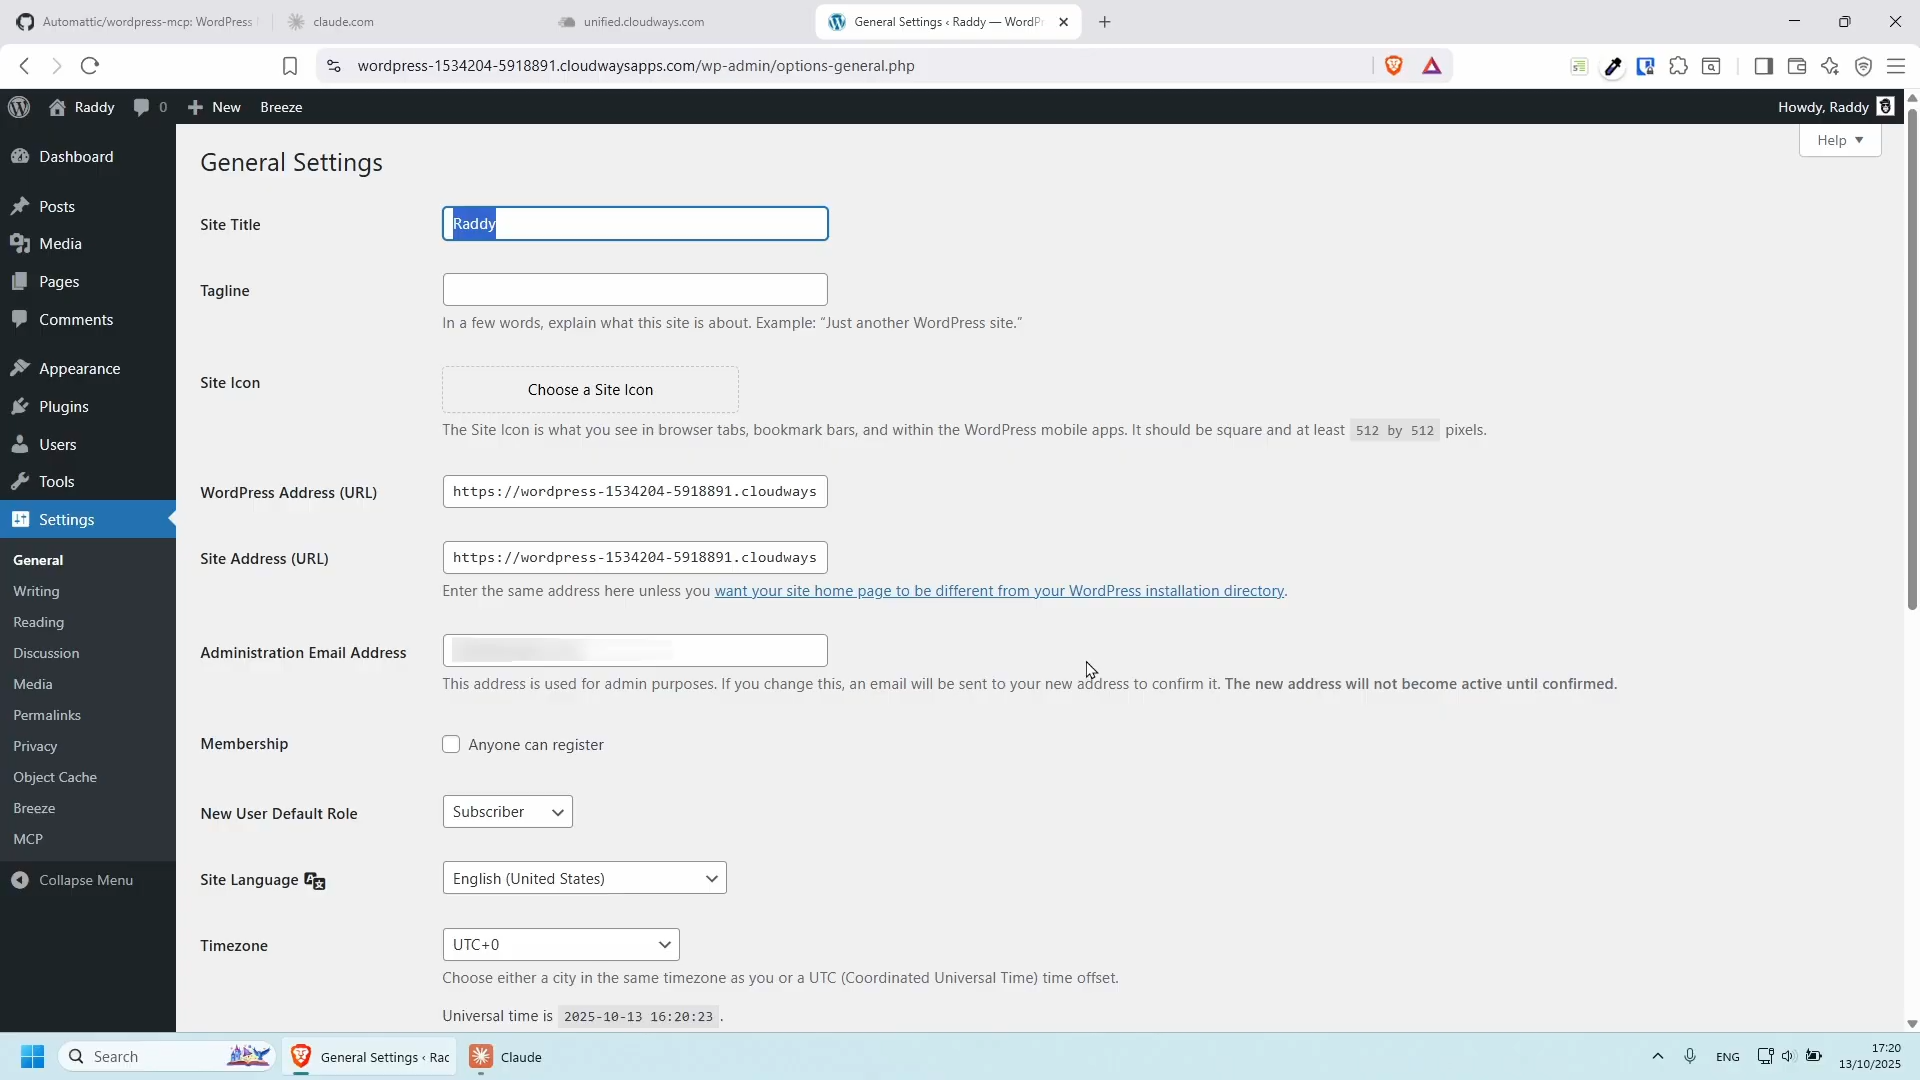 Automattic/wordpress-mcp: WordPress
claude.com
unified.cloudways.com
General Settings ‹ Raddy — WordPr
wordpress-1534204-5918891.cloudwaysapps.com/wp-admin/options-general.php
Raddy
0
New
Breeze
Howdy, Raddy
Help
Dashboard
Posts
Media
Pages
Comments
Appearance
Plugins
Users
Tools
Settings
General
Writing
Reading
Discussion
Media
Permalinks
Privacy
Object Cache
Breeze
MCP
Collapse Menu
General Settings
Site Title
Raddy
Tagline
In a few words, explain what this site is about. Example: “Just another WordPress site.”
Site Icon
Choose a Site Icon
The Site Icon is what you see in browser tabs, bookmark bars, and within the WordPress mobile apps. It should be square and at least 512 by 512 pixels.
WordPress Address (URL)
https://wordpress-1534204-5918891.cloudways
Site Address (URL)
https://wordpress-1534204-5918891.cloudways
Enter the same address here unless you want your site home page to be different from your WordPress installation directory.
Administration Email Address
This address is used for admin purposes. If you change this, an email will be sent to your new address to confirm it. The new address will not become active until confirmed.
Membership
Anyone can register
New User Default Role
Subscriber
Site Language
English (United States)
Timezone
UTC+0
Choose either a city in the same timezone as you or a UTC (Coordinated Universal Time) time offset.
Universal time is 2025-10-13 16:20:23 .
Search
General Settings ‹ Rac
Claude
ENG
17:20
13/10/2025